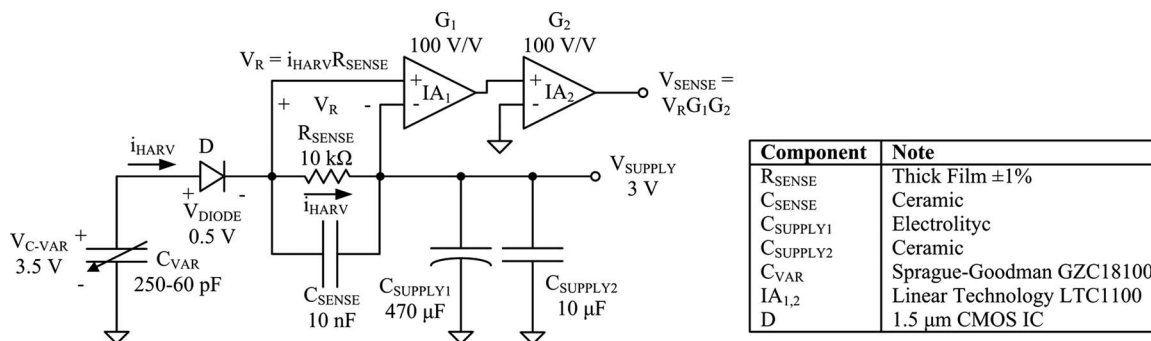 G1
100 V/V
G2
100 V/V
VR = iHARVRSENSE
+
-
IA1
+
-
IA2
VSENSE =
VRG1G2
+ VR -
RSENSE
10 kΩ
iHARV
iHARV
D
+ -
VDIODE
0.5 V
VSUPPLY
3 V
VC-VAR
3.5 V
+
-
CVAR
250-60 pF
CSENSE
10 nF
CSUPPLY1
470 μF
CSUPPLY2
10 μF
Component Note
RSENSE Thick Film ±1%
CSENSE Ceramic
CSUPPLY1 Electrolityc
CSUPPLY2 Ceramic
CVAR Sprague-Goodman GZC18100
IA1,2 Linear Technology LTC1100
D 1.5 μm CMOS IC